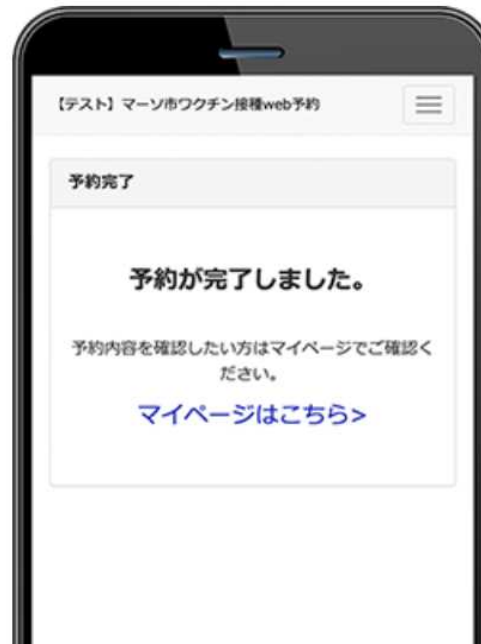 【テスト】マーソ市ワクチン接種web予約
予約完了
予約が完了しました。
予約内容を確認したい方はマイページでご確認く
ださい。
マイページはこちら>